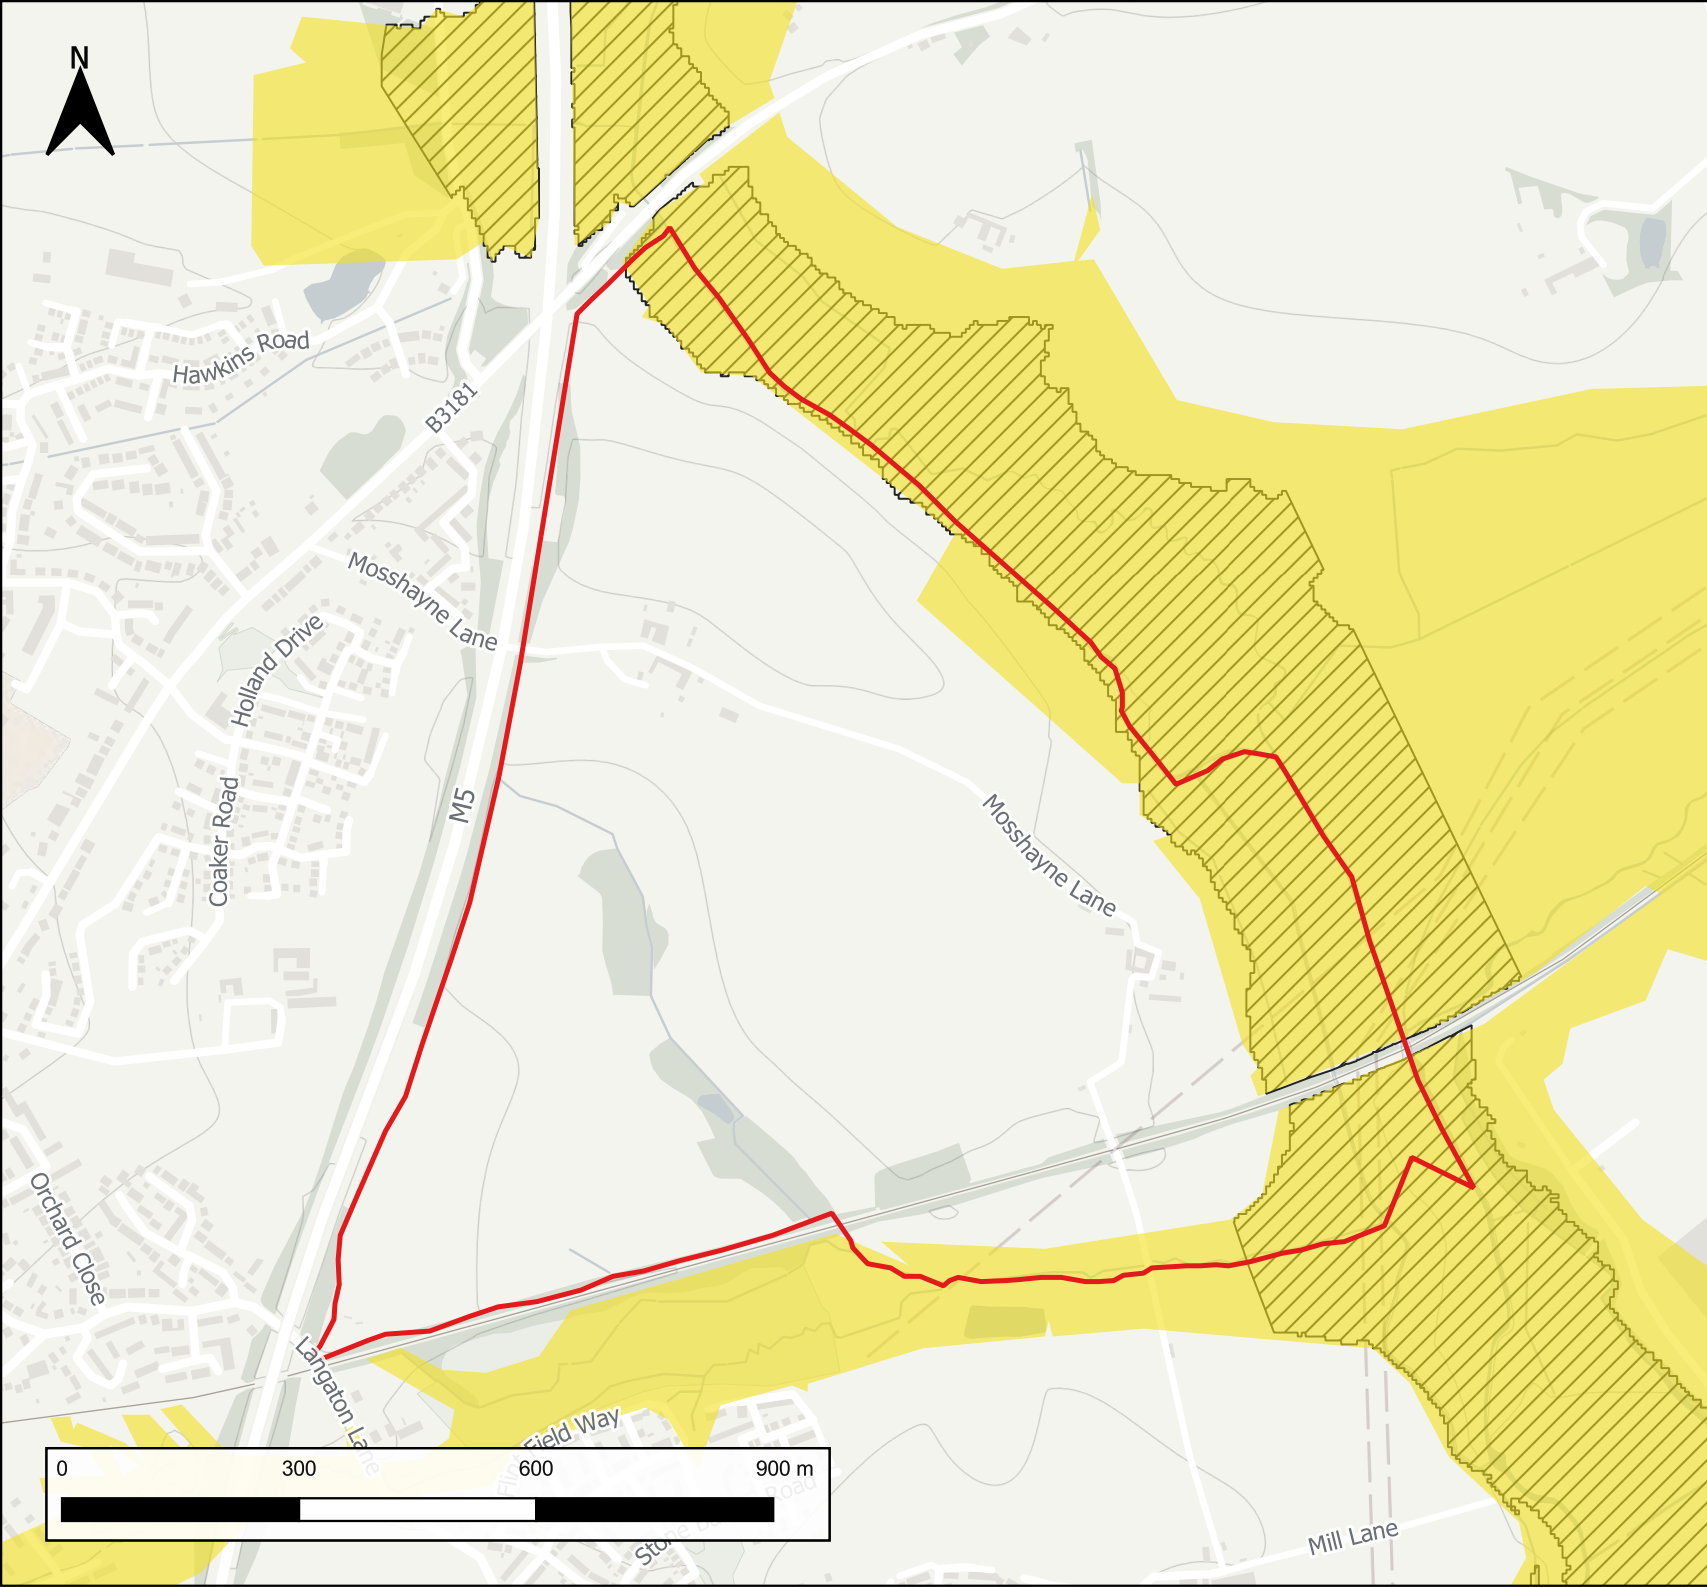 N
Hawkins Road
B3181
Mosshayne Lane
Holland Drive
M5
Coaker Road
Mosshayne Lane
Orchard Close
Langaton Lane
Field Way
Road
Mill Lane
0 300 600 900 m